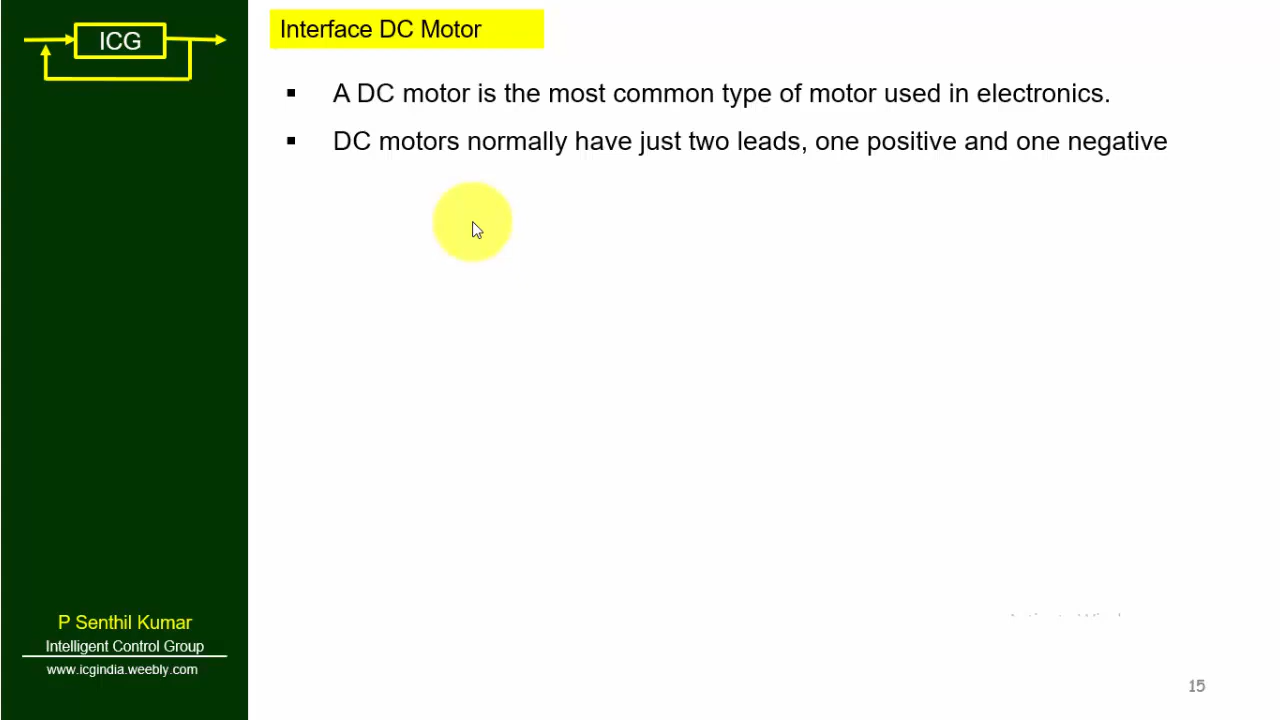 ICG
Interface DC Motor
▪ A DC motor is the most common type of motor used in electronics.
▪ DC motors normally have just two leads, one positive and one negative
P Senthil Kumar
Intelligent Control Group
www.icgindia.weebly.com
15